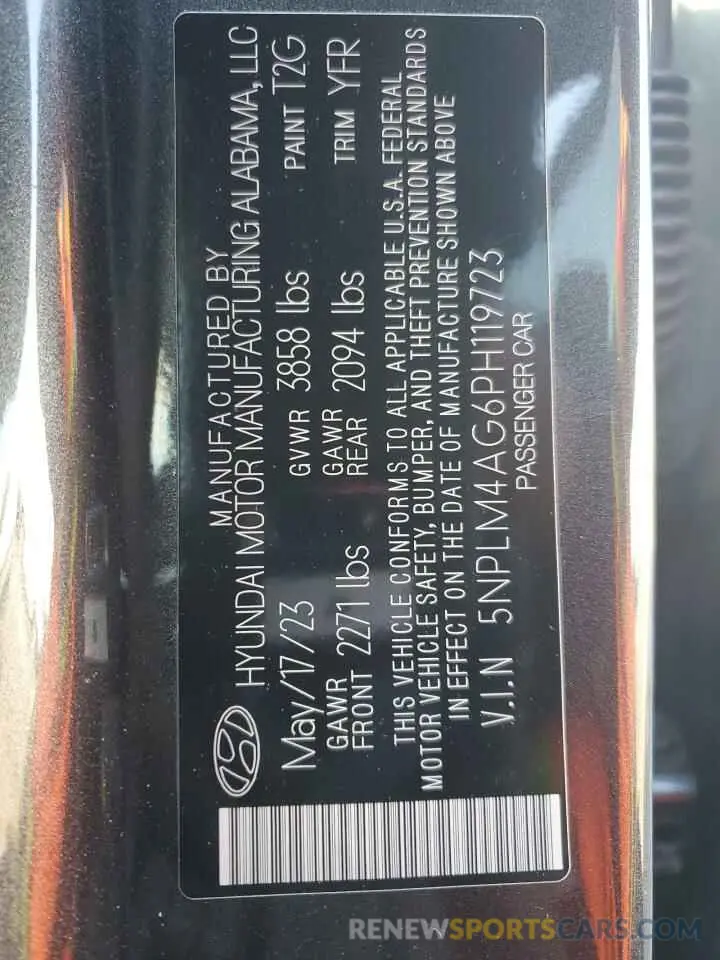 MANUFACTURED BY
HYUNDAI MOTOR MANUFACTURING ALABAMA, LLC
May/17/23 GVWR 3858 lbs PAINT T2G
GAWR FRONT 2271 lbs GAWR REAR 2094 lbs TRIM YFR
THIS VEHICLE CONFORMS TO ALL APPLICABLE U.S.A. FEDERAL
MOTOR VEHICLE SAFETY, BUMPER, AND THEFT PREVENTION STANDARDS
IN EFFECT ON THE DATE OF MANUFACTURE SHOWN ABOVE
V.I.N 5NPLM4AG6PH119723
PASSENGER CAR
RENEWSPORTSCARS.COM